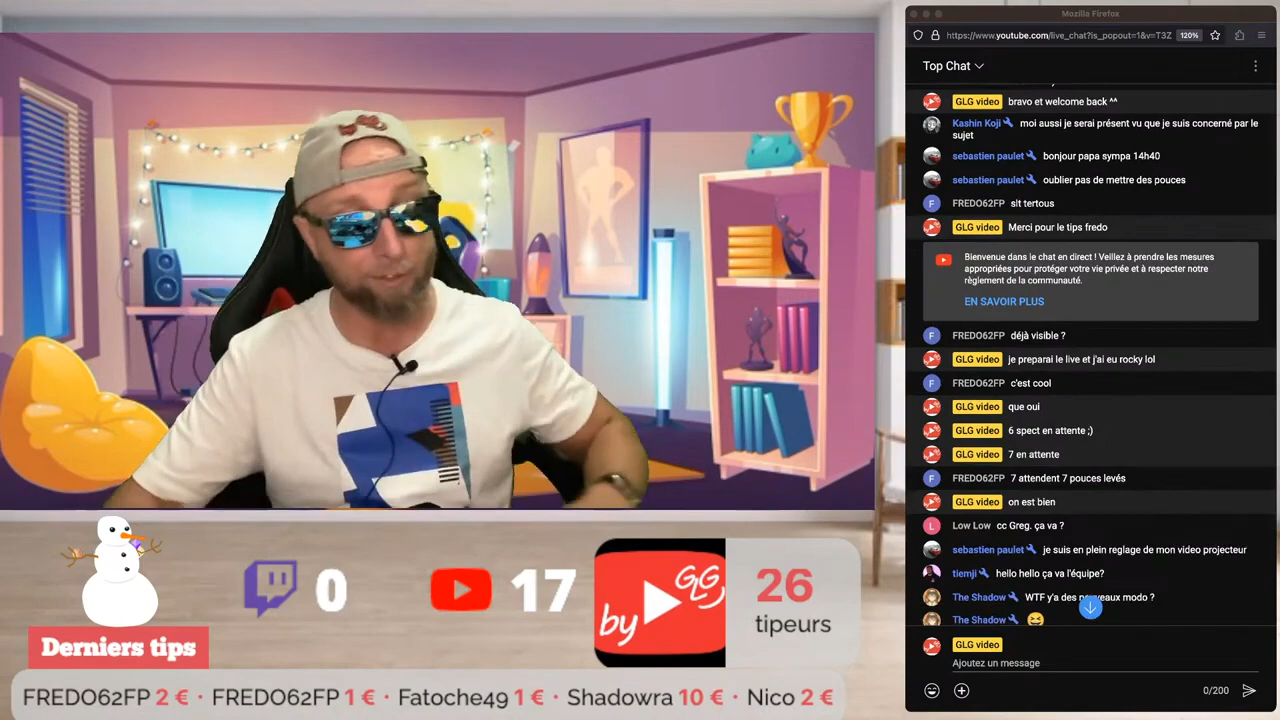 Mozilla Firefox
https://www.youtube.com/live_chat?is_popout=1&v=T3Z 120%
Top Chat
GLG video bravo et welcome back ^^
Kashin Koji moi aussi je serai présent vu que je suis concerné par le
sujet
sebastien paulet bonjour papa sympa 14h40
sebastien paulet oublier pas de mettre des pouces
F FREDO62FP slt tertous
GLG video Merci pour le tips fredo
Bienvenue dans le chat en direct ! Veillez à prendre les mesures
appropriées pour protéger votre vie privée et à respecter notre
règlement de la communauté.
EN SAVOIR PLUS
F FREDO62FP déjà visible ?
GLG video je preparai le live et j'ai eu rocky lol
F FREDO62FP c'est cool
GLG video que oui
GLG video 6 spect en attente ;)
GLG video 7 en attente
F FREDO62FP 7 attendent 7 pouces levés
GLG video on est bien
L Low Low cc Greg. ça va ?
sebastien paulet je suis en plein reglage de mon video projecteur
tiemji hello hello ça va l'équipe?
The Shadow WTF y'a des nouveaux modo ?
The Shadow
GLG video
Ajoutez un message
0/200
0
17
by GLG
26
tipeurs
Derniers tips
FREDO62FP 2 € · FREDO62FP 1 € · Fatoche49 1 € · Shadowra 10 € · Nico 2 €